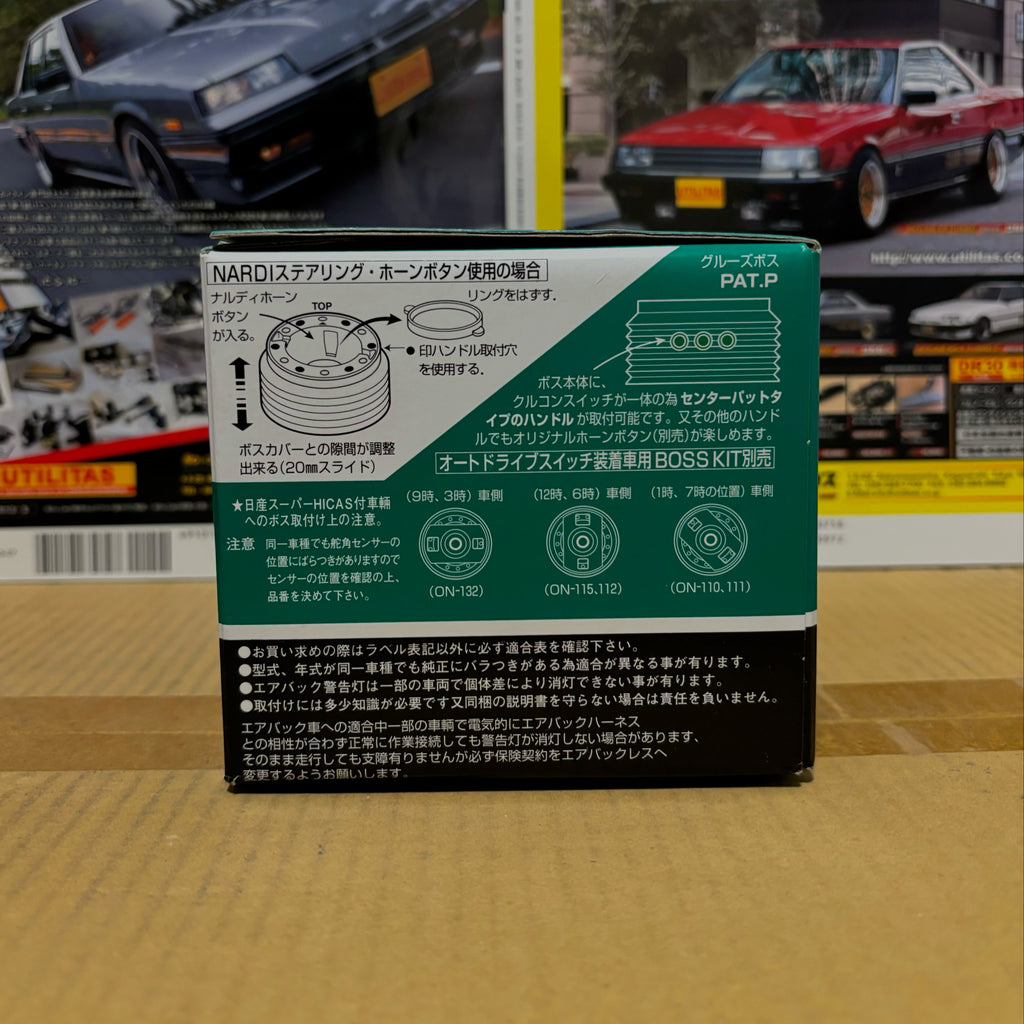 UTILITAS
UTILITAS
http://www.utilitas.co
DR30
NARDIステアリング・ホーンボタン使用の場合
ナルディホーン
ボタン
が入る。
TOP
リングをはずす.
●印ハンドル取付穴
を使用する.
ボスカバーとの隙間が調整
出来る(20㎜スライド)
グルーズボス
PAT.P
ボス本体に、
クルコンスイッチが一体の為センターパットタ
イプのハンドルが取付可能です。又その他のハンド
ルでもオリジナルホーンボタン(別売)が楽しめます。
オートドライブスイッチ装着車用BOSS KIT別売
★日産スーパーHICAS付車輛
へのボス取付け上の注意。
注意 同一車種でも舵角センサーの
位置にばらつきがありますので
センサーの位置を確認の上、
品番を決めて下さい。
(9時、3時) 車側
(12時、6時) 車側
(1時、7時の位置) 車側
(ON-132)
(ON-115、112)
(ON-110、111)
●お買い求めの際はラベル表記以外に必ず適合表を確認下さい。
●型式、年式が同一車種でも純正にバラつきがある為適合が異なる事が有ります。
●エアバック警告灯は一部の車両で個体差により消灯できない事が有ります。
●取付けには多少知識が必要です又同梱の説明書を守らない場合は責任を負いません。
エアバック車への適合中一部の車輌で電気的にエアバックハーネス
との相性が合わず正常に作業接続しても警告灯が消灯しない場合があります、
そのまま走行しても支障有りませんが必ず保険契約をエアバックレスへ
変更するようお願いします。